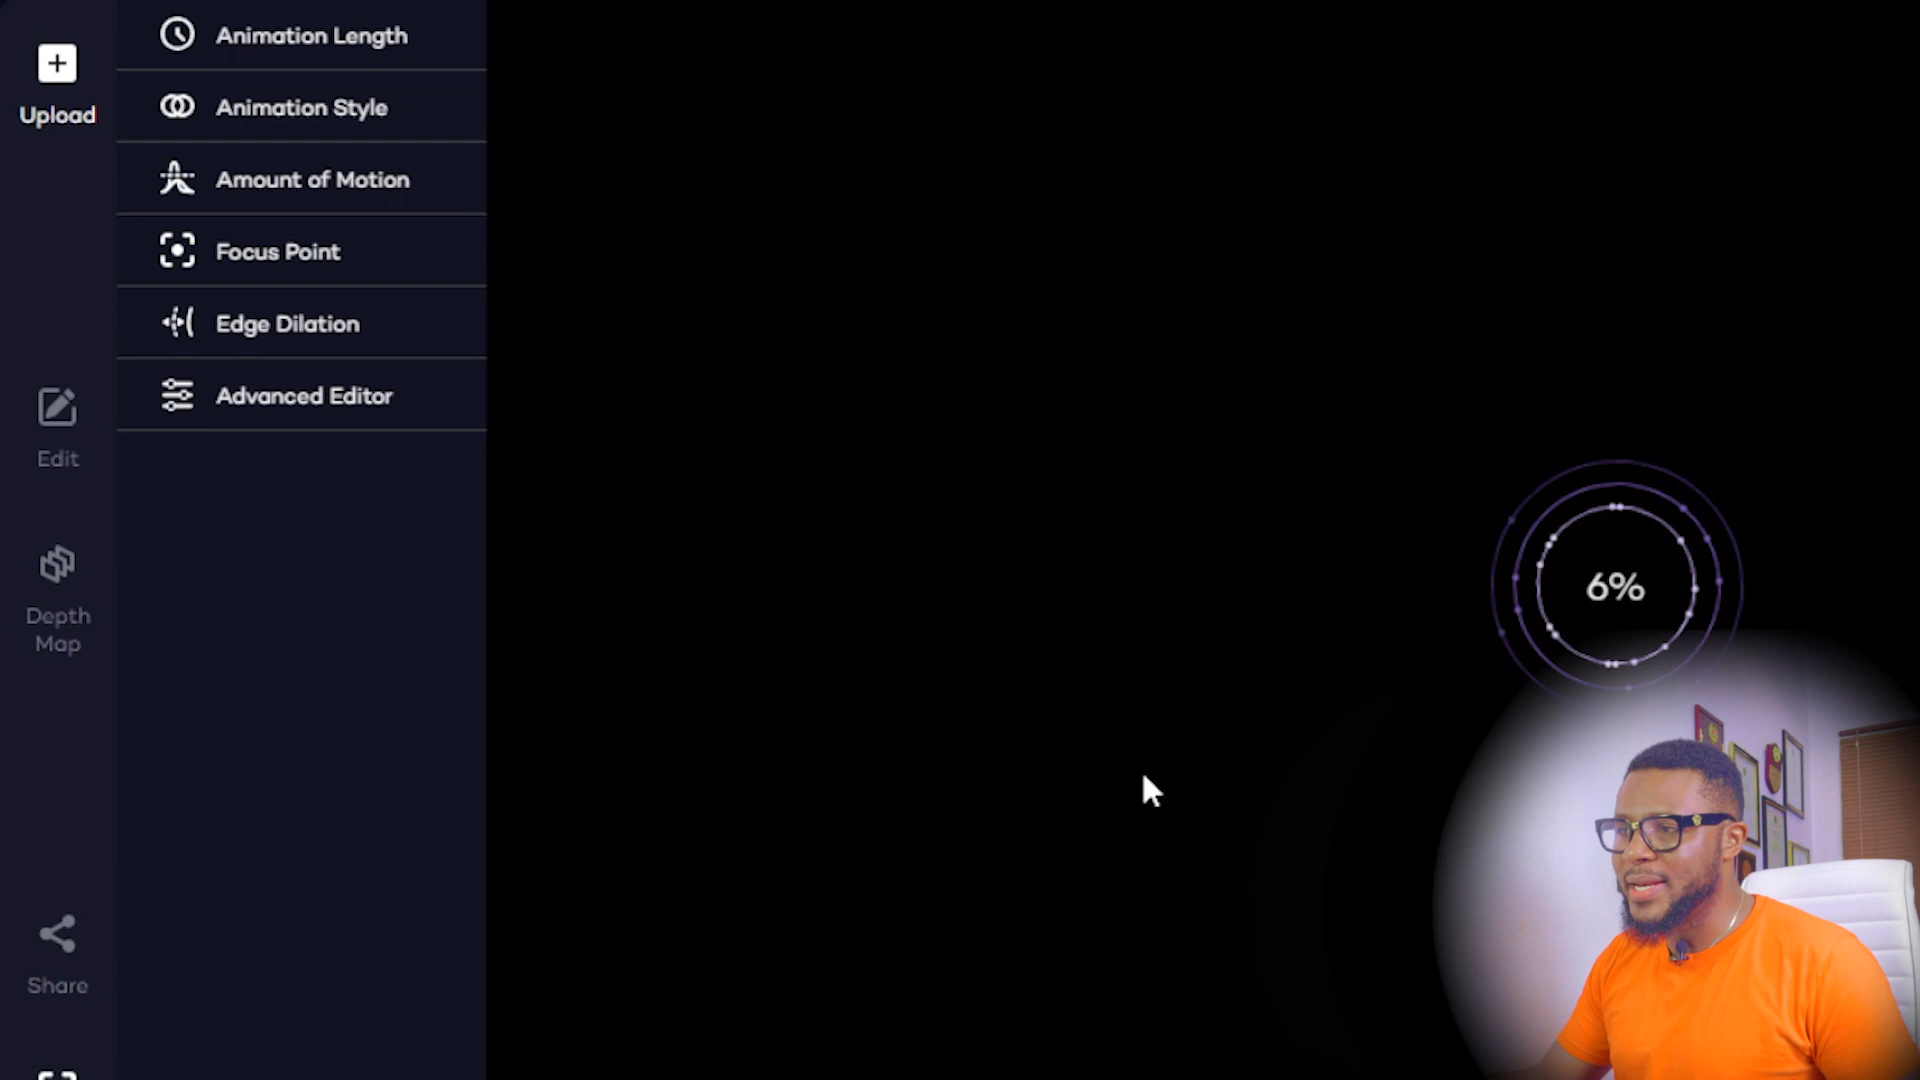 Upload
Edit
Depth
Map
Share
Animation Length
Animation Style
Amount of Motion
Focus Point
Edge Dilation
Advanced Editor
6%